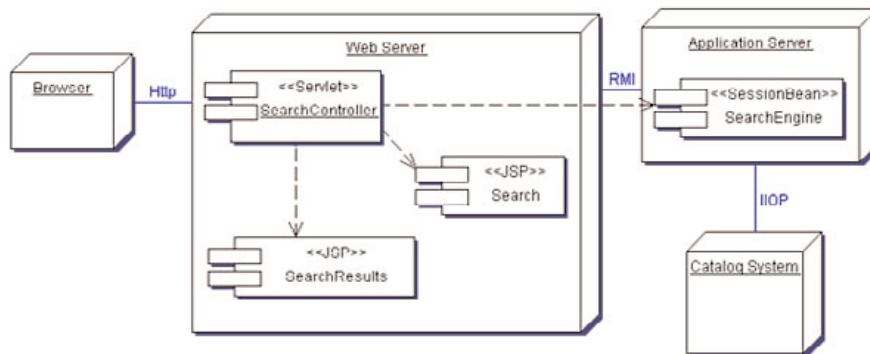 Web Server
Application Server
Browser
Http
<<Servlet>>
SearchController
RMI
<<SessionBean>>
SearchEngine
<<JSP>>
Search
IIOP
<<JSP>>
SearchResults
Catalog System